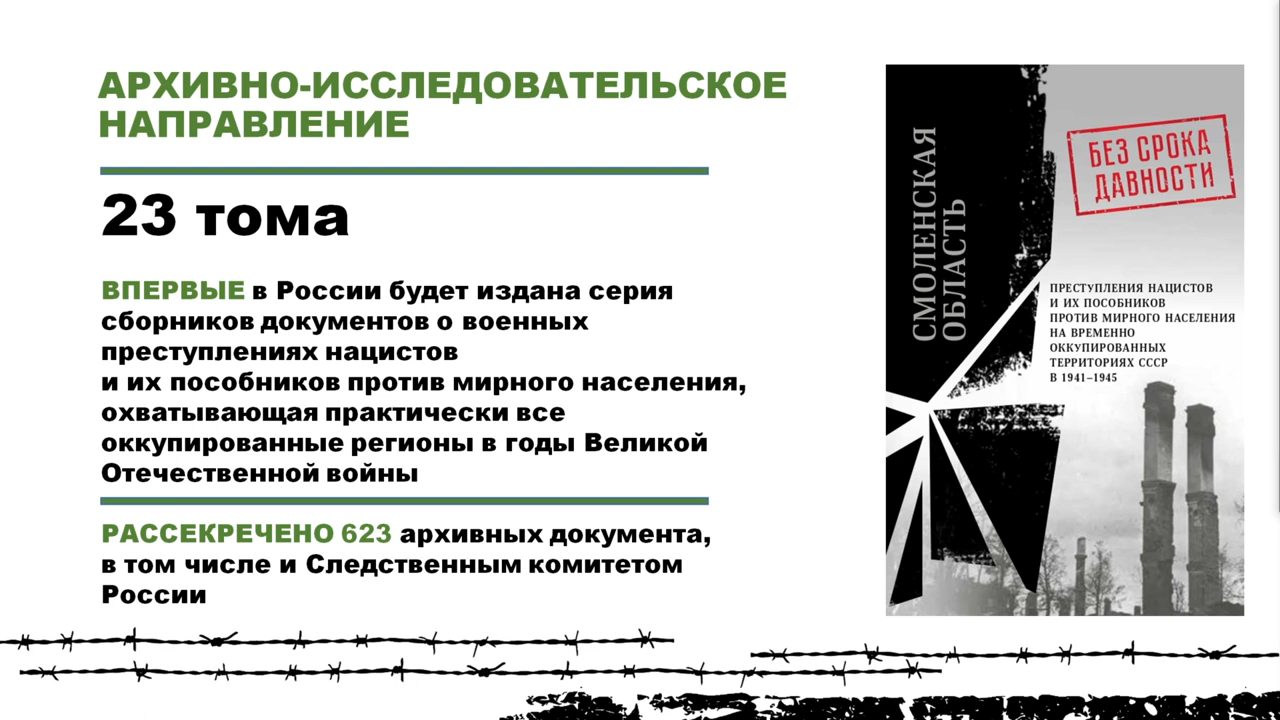 АРХИВНО-ИССЛЕДОВАТЕЛЬСКОЕ
НАПРАВЛЕНИЕ
23 тома
ВПЕРВЫЕ в России будет издана серия
сборников документов о военных
преступлениях нацистов
и их пособников против мирного населения,
охватывающая практически все
оккупированные регионы в годы Великой
Отечественной войны
РАССЕКРЕЧЕНО 623 архивных документа,
в том числе и Следственным комитетом
России
СМОЛЕНСКАЯ
ОБЛАСТЬ
БЕЗ СРОКА
ДАВНОСТИ
ПРЕСТУПЛЕНИЯ НАЦИСТОВ
И ИХ ПОСОБНИКОВ
ПРОТИВ МИРНОГО НАСЕЛЕНИЯ
НА ВРЕМЕННО
ОККУПИРОВАННЫХ
ТЕРРИТОРИЯХ СССР
В 1941–1945